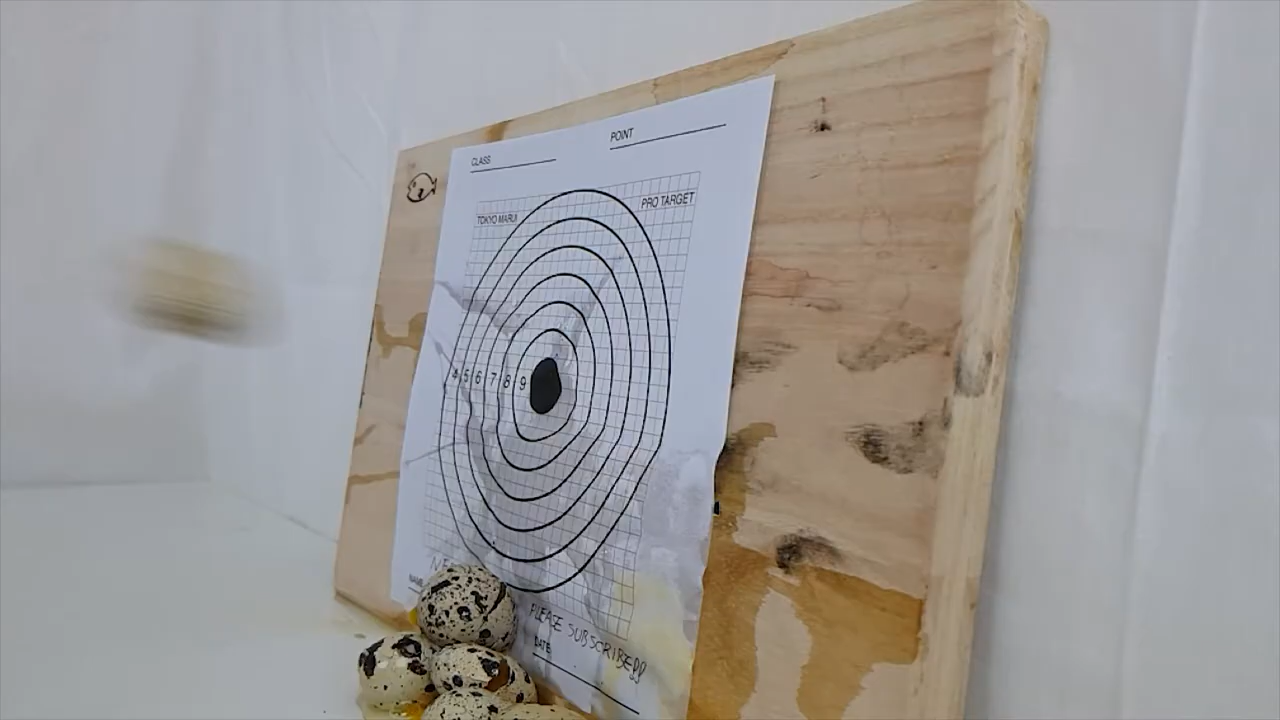 CLASS
POINT
TOKYO MARUI
PRO TARGET
4 5 6 7 8 9
PLEASE SUBSCRIBE!!
DATE